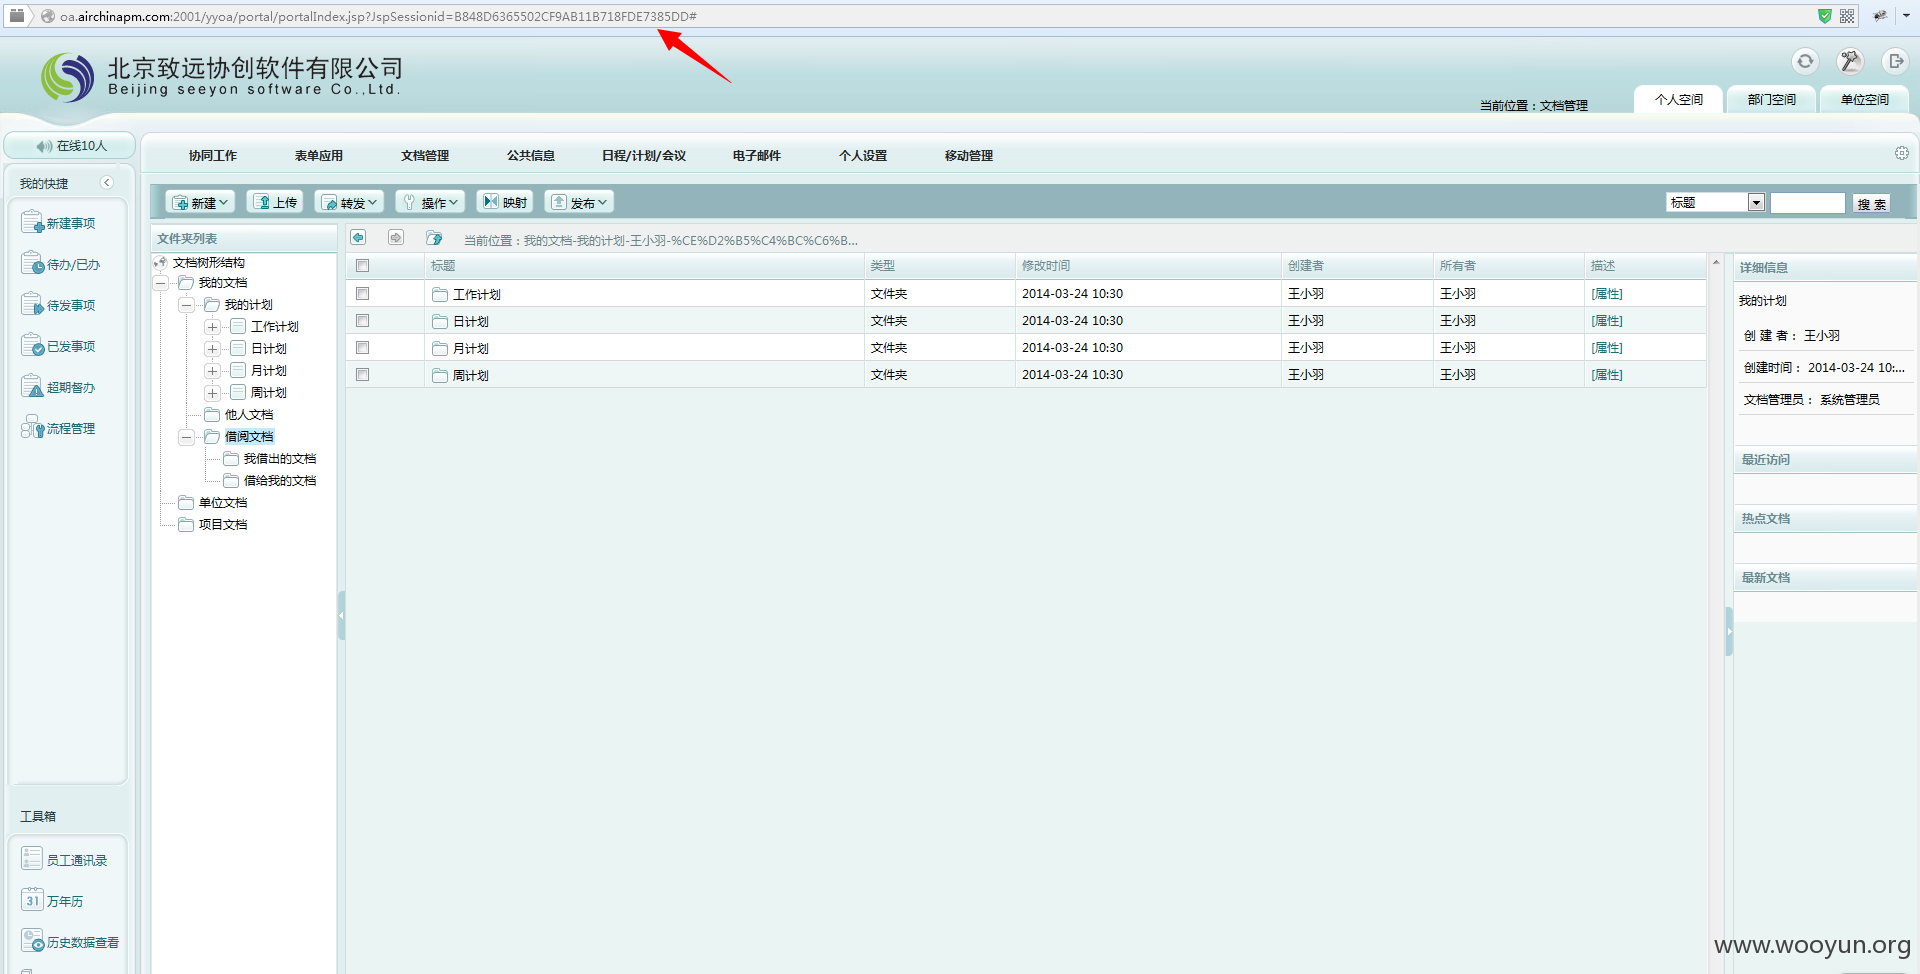 oa.airchinapm.com:2001/yyoa/portal/portalIndex.jsp?JspSessionid=B848D6365502CF9AB11B718FDE7385DD#
北京致远协创软件有限公司
Beijing seeyon software Co.,Ltd.
当前位置：文档管理
个人空间 部门空间 单位空间
在线10人
协同工作 表单应用 文档管理 公共信息 日程/计划/会议 电子邮件 个人设置 移动管理
我的快捷
新建 上传 转发 操作 映射 发布 标题 搜 索
新建事项
待办/已办
待发事项
已发事项
超期督办
流程管理
工具箱
员工通讯录
31 万年历
历史数据查看
文件夹列表
文档树形结构
我的文档
我的计划
工作计划
日计划
月计划
周计划
他人文档
借阅文档
我借出的文档
借给我的文档
单位文档
项目文档
当前位置：我的文档-我的计划-王小羽-%CE%D2%B5%C4%BC%C6%B...
标题 类型 修改时间 创建者 所有者 描述
工作计划 文件夹 2014-03-24 10:30 王小羽 王小羽 [属性]
日计划 文件夹 2014-03-24 10:30 王小羽 王小羽 [属性]
月计划 文件夹 2014-03-24 10:30 王小羽 王小羽 [属性]
周计划 文件夹 2014-03-24 10:30 王小羽 王小羽 [属性]
详细信息
我的计划
创 建 者： 王小羽
创建时间： 2014-03-24 10:...
文档管理员： 系统管理员
最近访问
热点文档
最新文档
www.wooyun.org